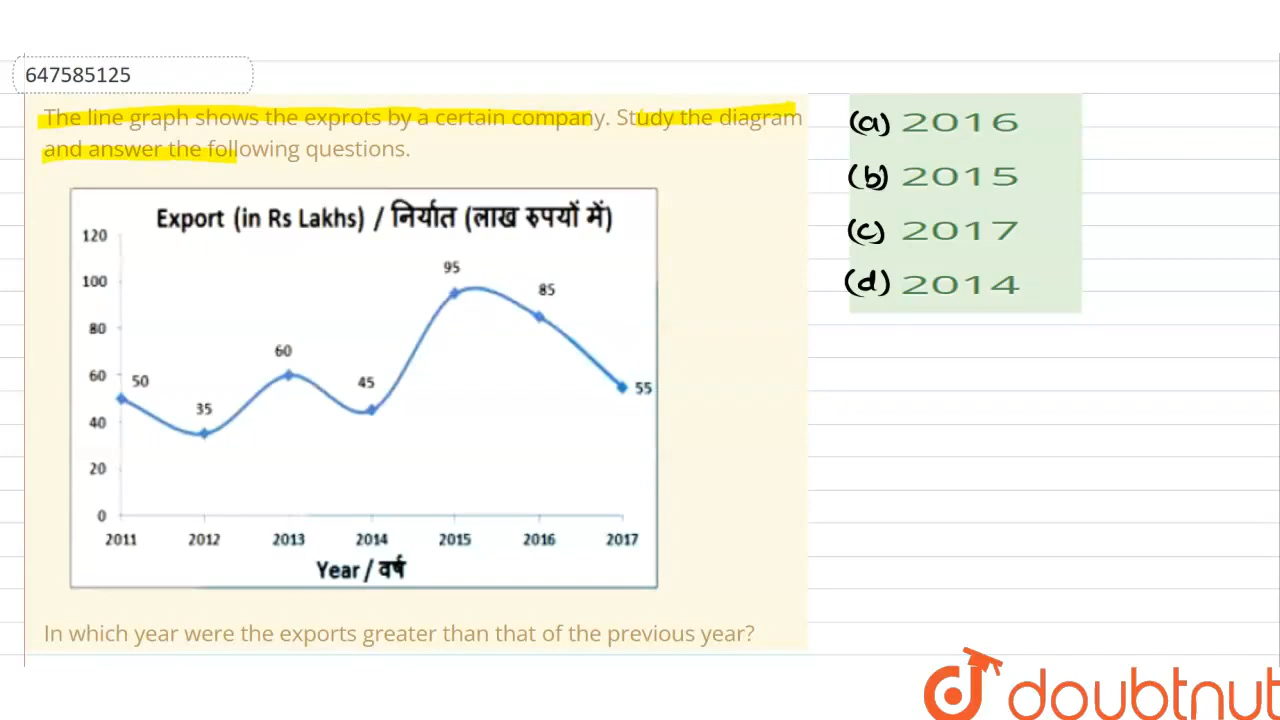 647585125
The line graph shows the exprots by a certain company. Study the diagram
and answer the following questions.
Export (in Rs Lakhs) / निर्यात (लाख रुपयों में)
120
100
80
60
40
20
0
50
35
60
45
95
85
55
2011 2012 2013 2014 2015 2016 2017
Year / वर्ष
In which year were the exports greater than that of the previous year?
(a) 2016
(b) 2015
(c) 2017
(d) 2014
doubtnut